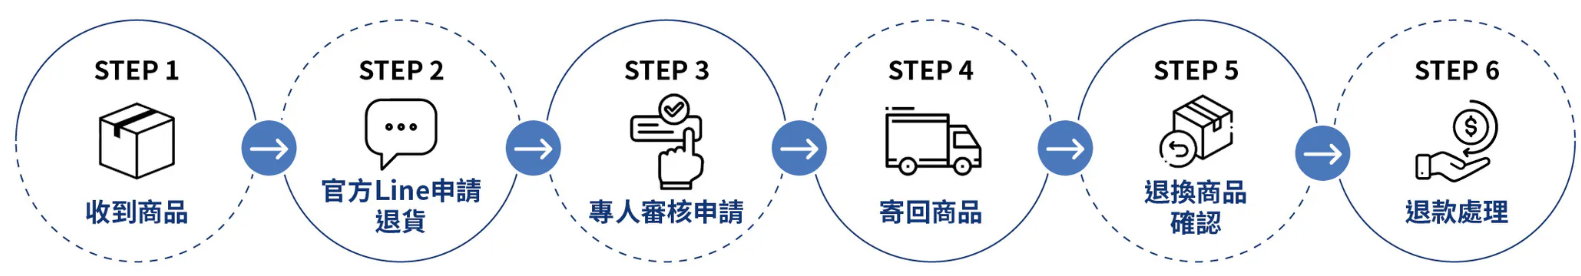 STEP 1
收到商品
STEP 2
官方Line申請
退貨
STEP 3
專人審核申請
STEP 4
寄回商品
STEP 5
退換商品
確認
STEP 6
$
退款處理